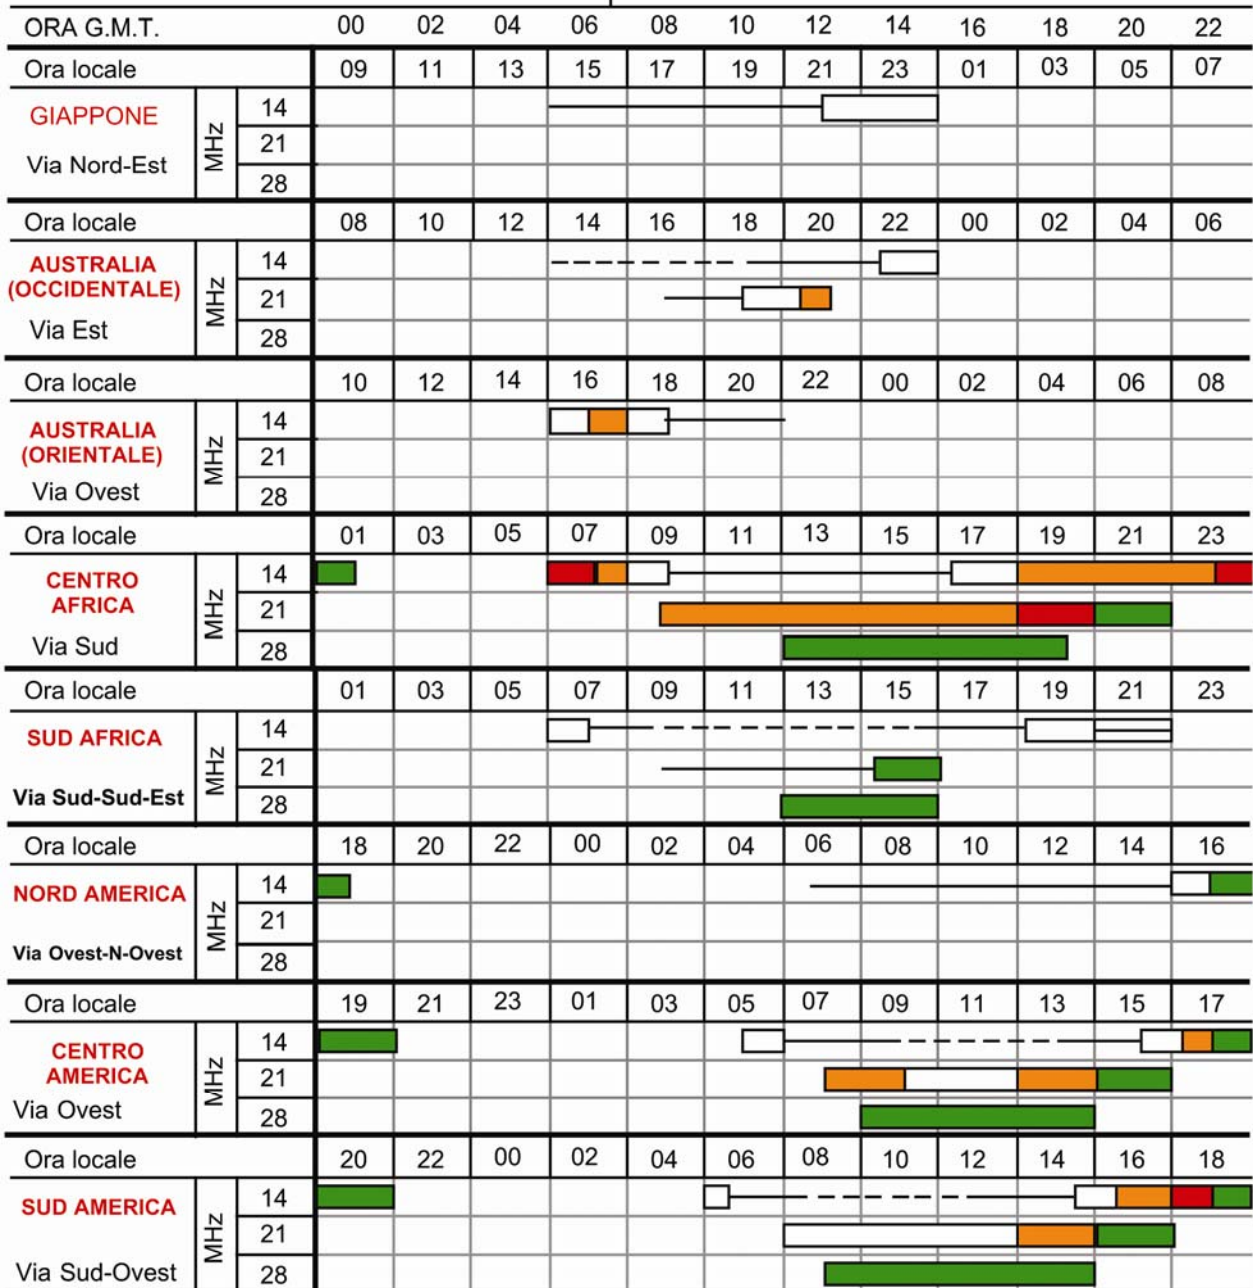 ORA G.M.T. 00 02 04 06 08 10 12 14 16 18 20 22
Ora locale 09 11 13 15 17 19 21 23 01 03 05 07
GIAPPONE
Via Nord-Est
MHz
14
21
28
Ora locale 08 10 12 14 16 18 20 22 00 02 04 06
AUSTRALIA
(OCCIDENTALE)
Via Est
MHz
14
21
28
Ora locale 10 12 14 16 18 20 22 00 02 04 06 08
AUSTRALIA
(ORIENTALE)
Via Ovest
MHz
14
21
28
Ora locale 01 03 05 07 09 11 13 15 17 19 21 23
CENTRO
AFRICA
Via Sud
MHz
14
21
28
Ora locale 01 03 05 07 09 11 13 15 17 19 21 23
SUD AFRICA
Via Sud-Sud-Est
MHz
14
21
28
Ora locale 18 20 22 00 02 04 06 08 10 12 14 16
NORD AMERICA
Via Ovest-N-Ovest
MHz
14
21
28
Ora locale 19 21 23 01 03 05 07 09 11 13 15 17
CENTRO
AMERICA
Via Ovest
MHz
14
21
28
Ora locale 20 22 00 02 04 06 08 10 12 14 16 18
SUD AMERICA
Via Sud-Ovest
MHz
14
21
28